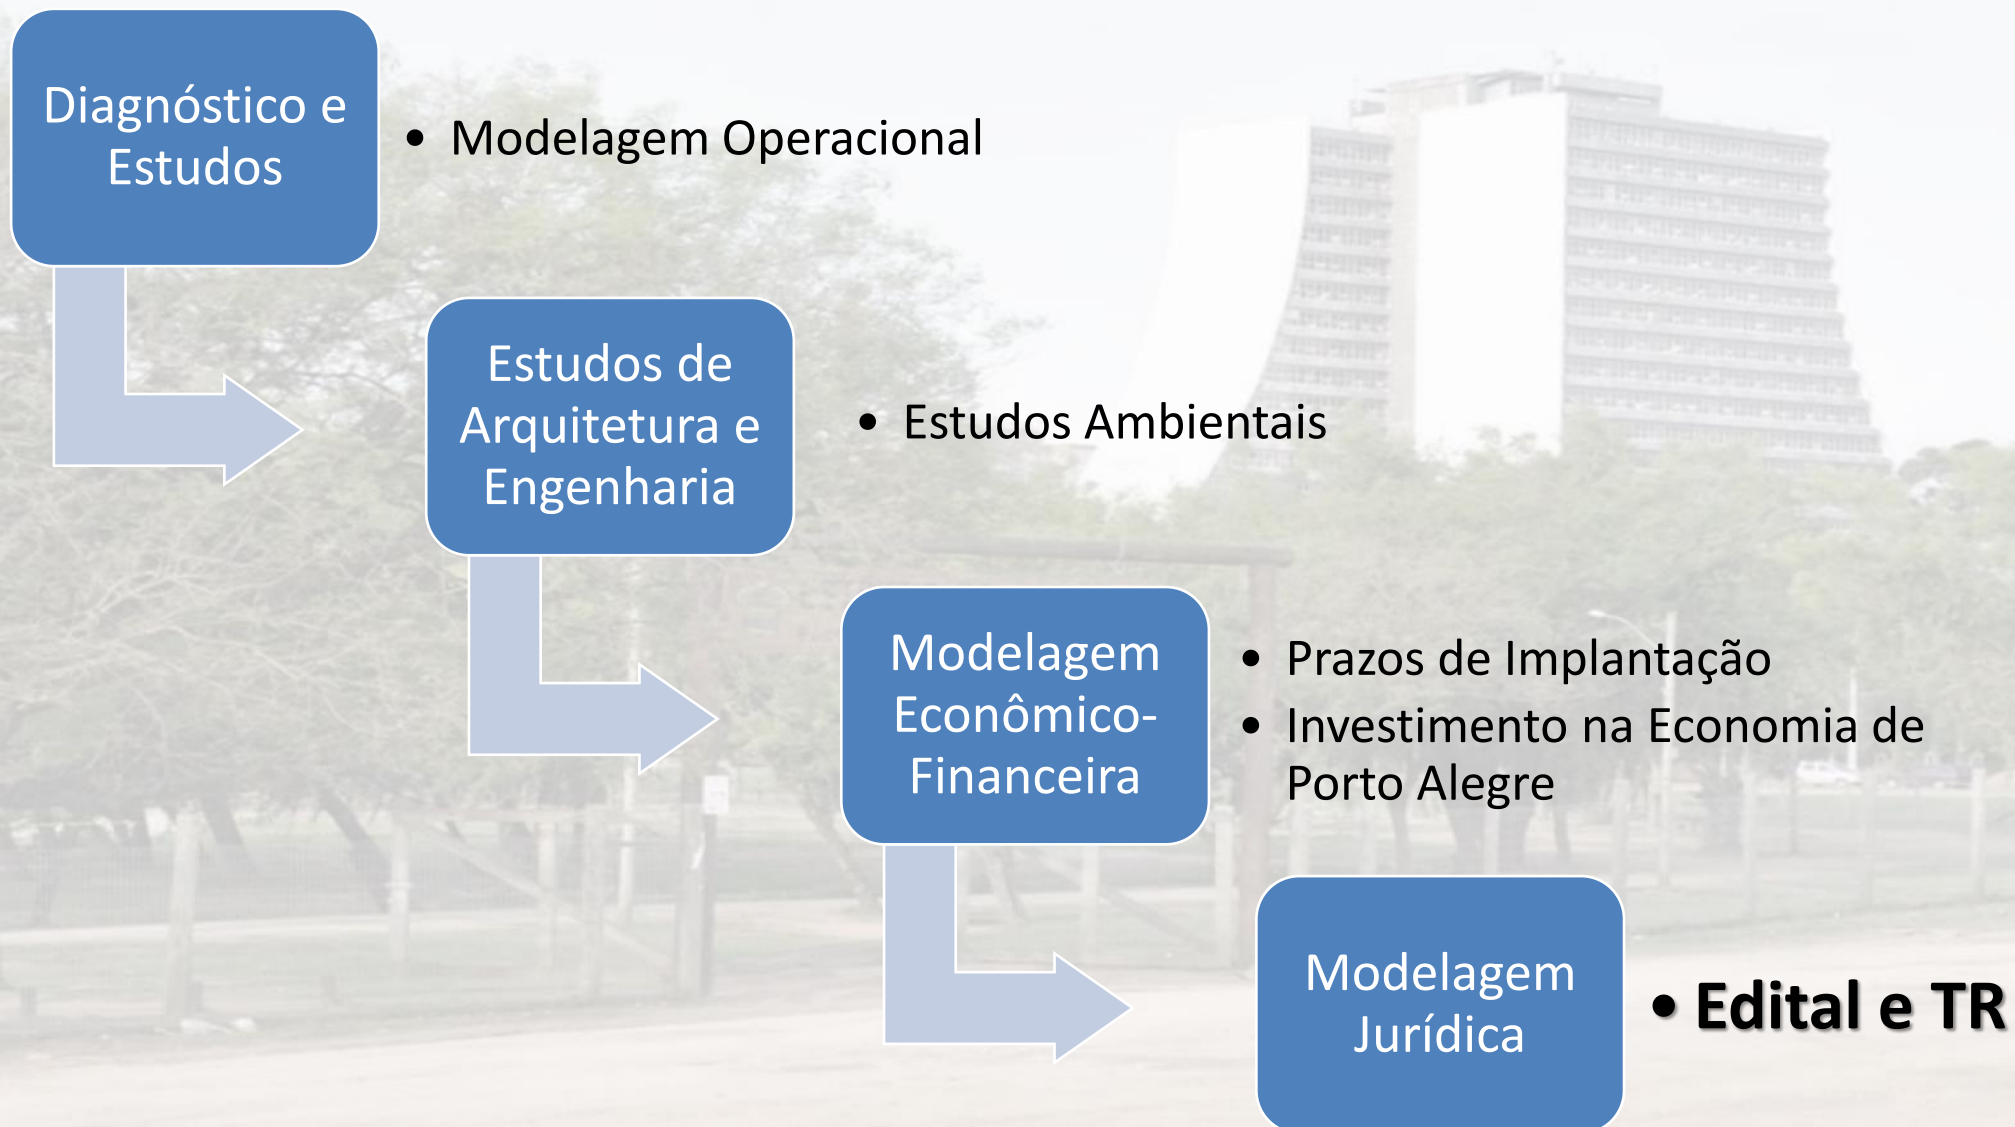 Diagnóstico e
Estudos
• Modelagem Operacional
Estudos de
Arquitetura e
Engenharia
• Estudos Ambientais
Modelagem
Econômico-
Financeira
• Prazos de Implantação
• Investimento na Economia de
Porto Alegre
Modelagem
Jurídica
• Edital e TR